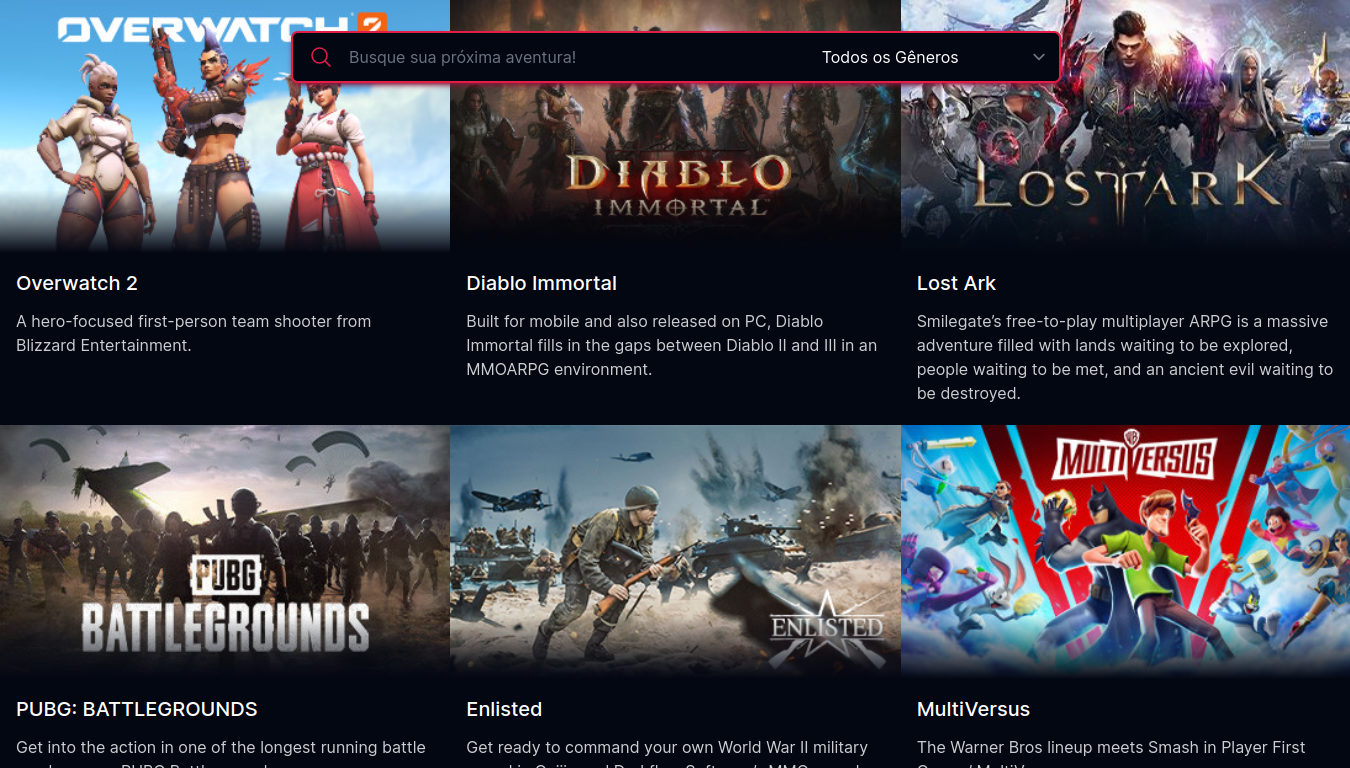 OVERWATCH 2
Busque sua próxima aventura!
Todos os Gêneros
DIABLO
IMMORTAL
LOST ARK
Overwatch 2
A hero-focused first-person team shooter from
Blizzard Entertainment.
Diablo Immortal
Built for mobile and also released on PC, Diablo
Immortal fills in the gaps between Diablo II and III in an
MMOARPG environment.
Lost Ark
Smilegate’s free-to-play multiplayer ARPG is a massive
adventure filled with lands waiting to be explored,
people waiting to be met, and an ancient evil waiting to
be destroyed.
PUBG
BATTLEGROUNDS
ENLISTED
MULTIVERSUS
PUBG: BATTLEGROUNDS
Get into the action in one of the longest running battle
Enlisted
Get ready to command your own World War II military
MultiVersus
The Warner Bros lineup meets Smash in Player First